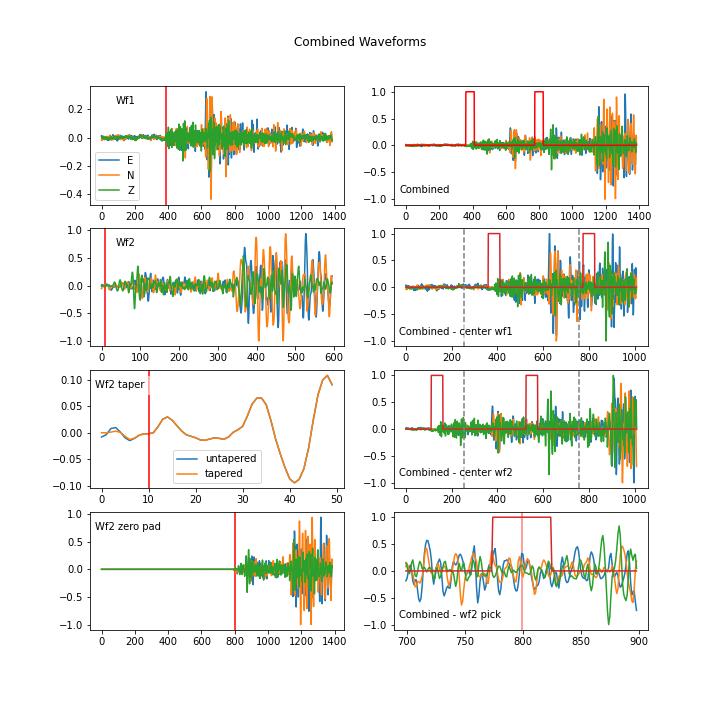 Combined Waveforms
Wf1
E
N
Z
0.2
0.0
−0.2
−0.4
0 200 400 600 800 1000 1200 1400
Combined
1.0
0.5
0.0
−0.5
−1.0
0 200 400 600 800 1000 1200 1400
Wf2
1.0
0.5
0.0
−0.5
−1.0
0 100 200 300 400 500 600
1.0
0.5
0.0
−0.5
−1.0
Combined - center wf1
0 200 400 600 800 1000
Wf2 taper
untapered
tapered
0.10
0.05
0.00
−0.05
−0.10
0 10 20 30 40 50
1.0
0.5
0.0
−0.5
−1.0
Combined - center wf2
0 200 400 600 800 1000
Wf2 zero pad
1.0
0.5
0.0
−0.5
−1.0
0 200 400 600 800 1000 1200 1400
1.0
0.5
0.0
−0.5
−1.0
Combined - wf2 pick
700 750 800 850 900